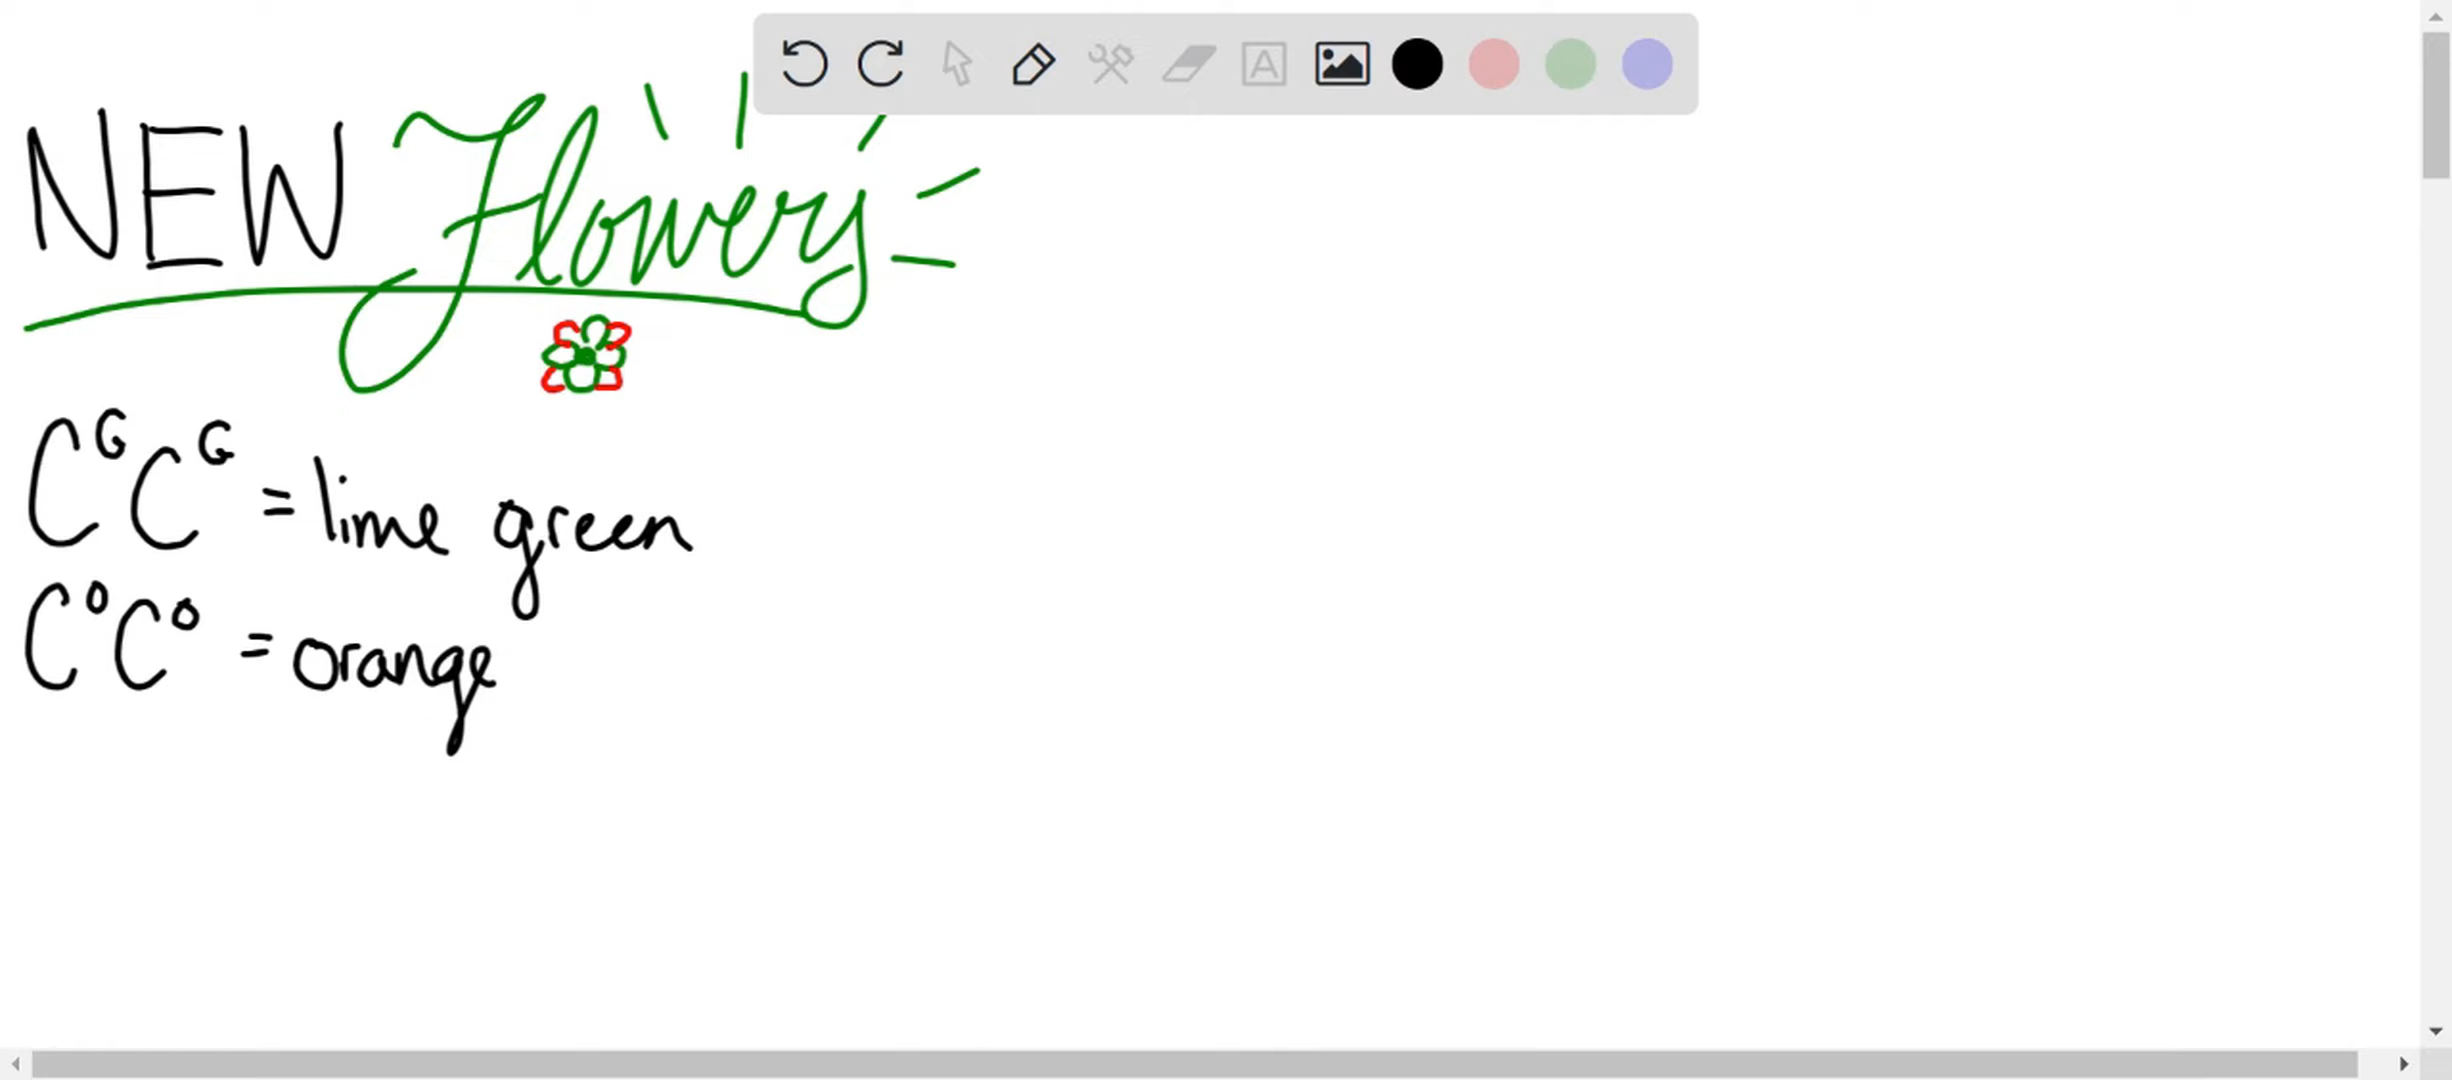 NEW Flowers
C^G C^G = lime green
C^O C^O = orange